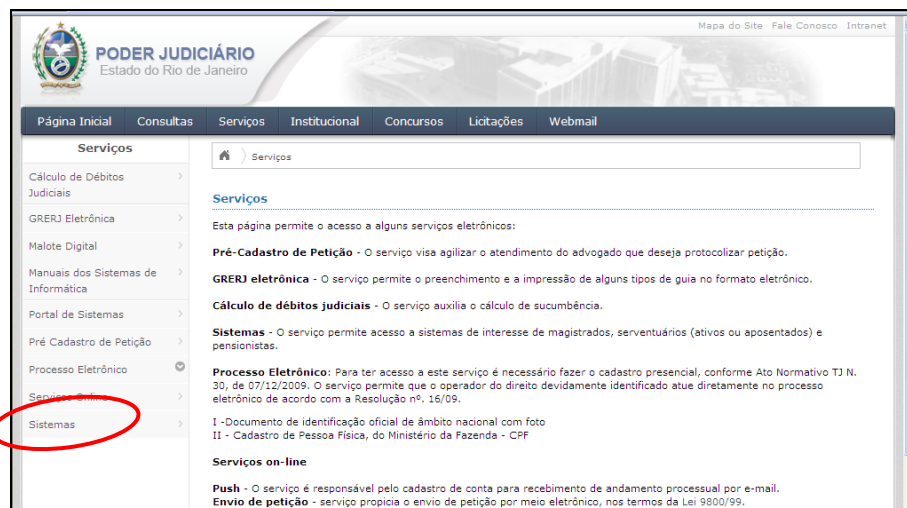 Mapa do Site Fale Conosco Intranet
PODER JUDICIÁRIO
Estado do Rio de Janeiro
Página Inicial Consultas Serviços Institucional Concursos Licitações Webmail
Serviços
Cálculo de Débitos
Judiciais
GRERJ Eletrônica
Malote Digital
Manuais dos Sistemas de
Informática
Portal de Sistemas
Pré Cadastro de Petição
Processo Eletrônico
Serviços Online
Sistemas
Serviços
Serviços
Esta página permite o acesso a alguns serviços eletrônicos:
Pré-Cadastro de Petição - O serviço visa agilizar o atendimento do advogado que deseja protocolizar petição.
GRERJ eletrônica - O serviço permite o preenchimento e a impressão de alguns tipos de guia no formato eletrônico.
Cálculo de débitos judiciais - O serviço auxilia o cálculo de sucumbência.
Sistemas - O serviço permite acesso a sistemas de interesse de magistrados, serventuários (ativos ou aposentados) e
pensionistas.
Processo Eletrônico: Para ter acesso a este serviço é necessário fazer o cadastro presencial, conforme Ato Normativo TJ N.
30, de 07/12/2009. O serviço permite que o operador do direito devidamente identificado atue diretamente no processo
eletrônico de acordo com a Resolução nº. 16/09.
I -Documento de identificação oficial de âmbito nacional com foto
II - Cadastro de Pessoa Física, do Ministério da Fazenda - CPF
Serviços on-line
Push - O serviço é responsável pelo cadastro de conta para recebimento de andamento processual por e-mail.
Envio de petição - serviço propicia o envio de petição por meio eletrônico, nos termos da Lei 9800/99.